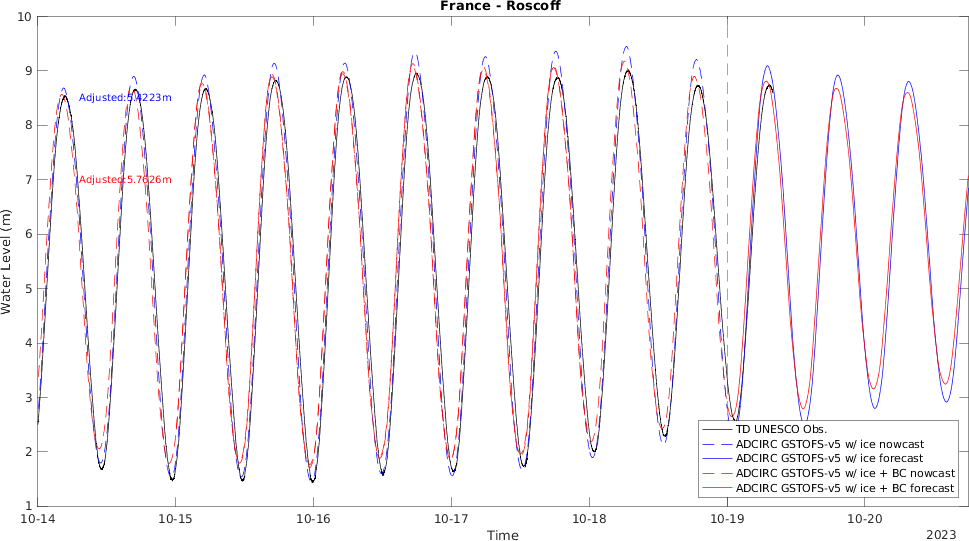 France - Roscoff
10
9
8
7
6
5
4
3
2
1
Water Level (m)
Adjusted:5.4223m
Adjusted:5.7626m
TD UNESCO Obs.
ADCIRC GSTOFS-v5 w/ ice nowcast
ADCIRC GSTOFS-v5 w/ ice forecast
ADCIRC GSTOFS-v5 w/ ice + BC nowcast
ADCIRC GSTOFS-v5 w/ ice + BC forecast
10-14 10-15 10-16 10-17 10-18 10-19 10-20
Time
2023